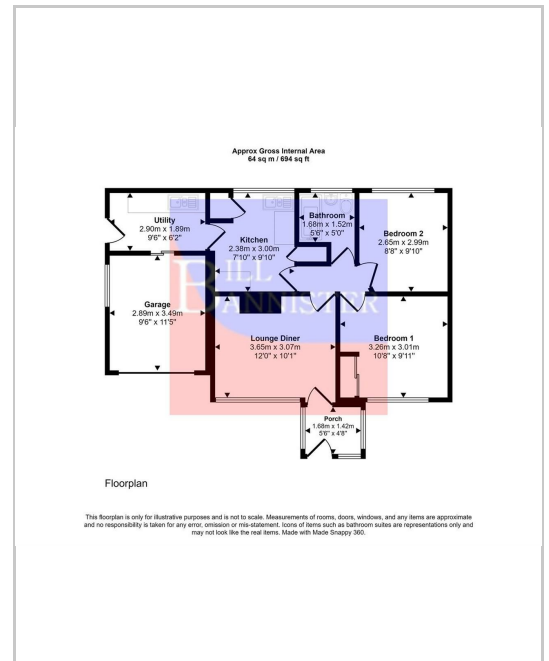 Approx Gross Internal Area
64 sq m / 694 sq ft
Utility
2.90m x 1.89m
9'6" x 6'2"
Kitchen
2.38m x 3.00m
7'10" x 9'10"
Bathroom
1.68m x 1.52m
5'6" x 5'0"
Bedroom 2
2.65m x 2.99m
8'8" x 9'10"
BILL
BANNISTER
Garage
2.89m x 3.49m
9'6" x 11'5"
Lounge Diner
3.65m x 3.07m
12'0" x 10'1"
Bedroom 1
3.26m x 3.01m
10'8" x 9'11"
Porch
1.68m x 1.42m
5'6" x 4'8"
Floorplan
This floorplan is only for illustrative purposes and is not to scale. Measurements of rooms, doors, windows, and any items are approximate
and no responsibility is taken for any error, omission or mis-statement. Icons of items such as bathroom suites are representations only and
may not look like the real items. Made with Made Snappy 360.